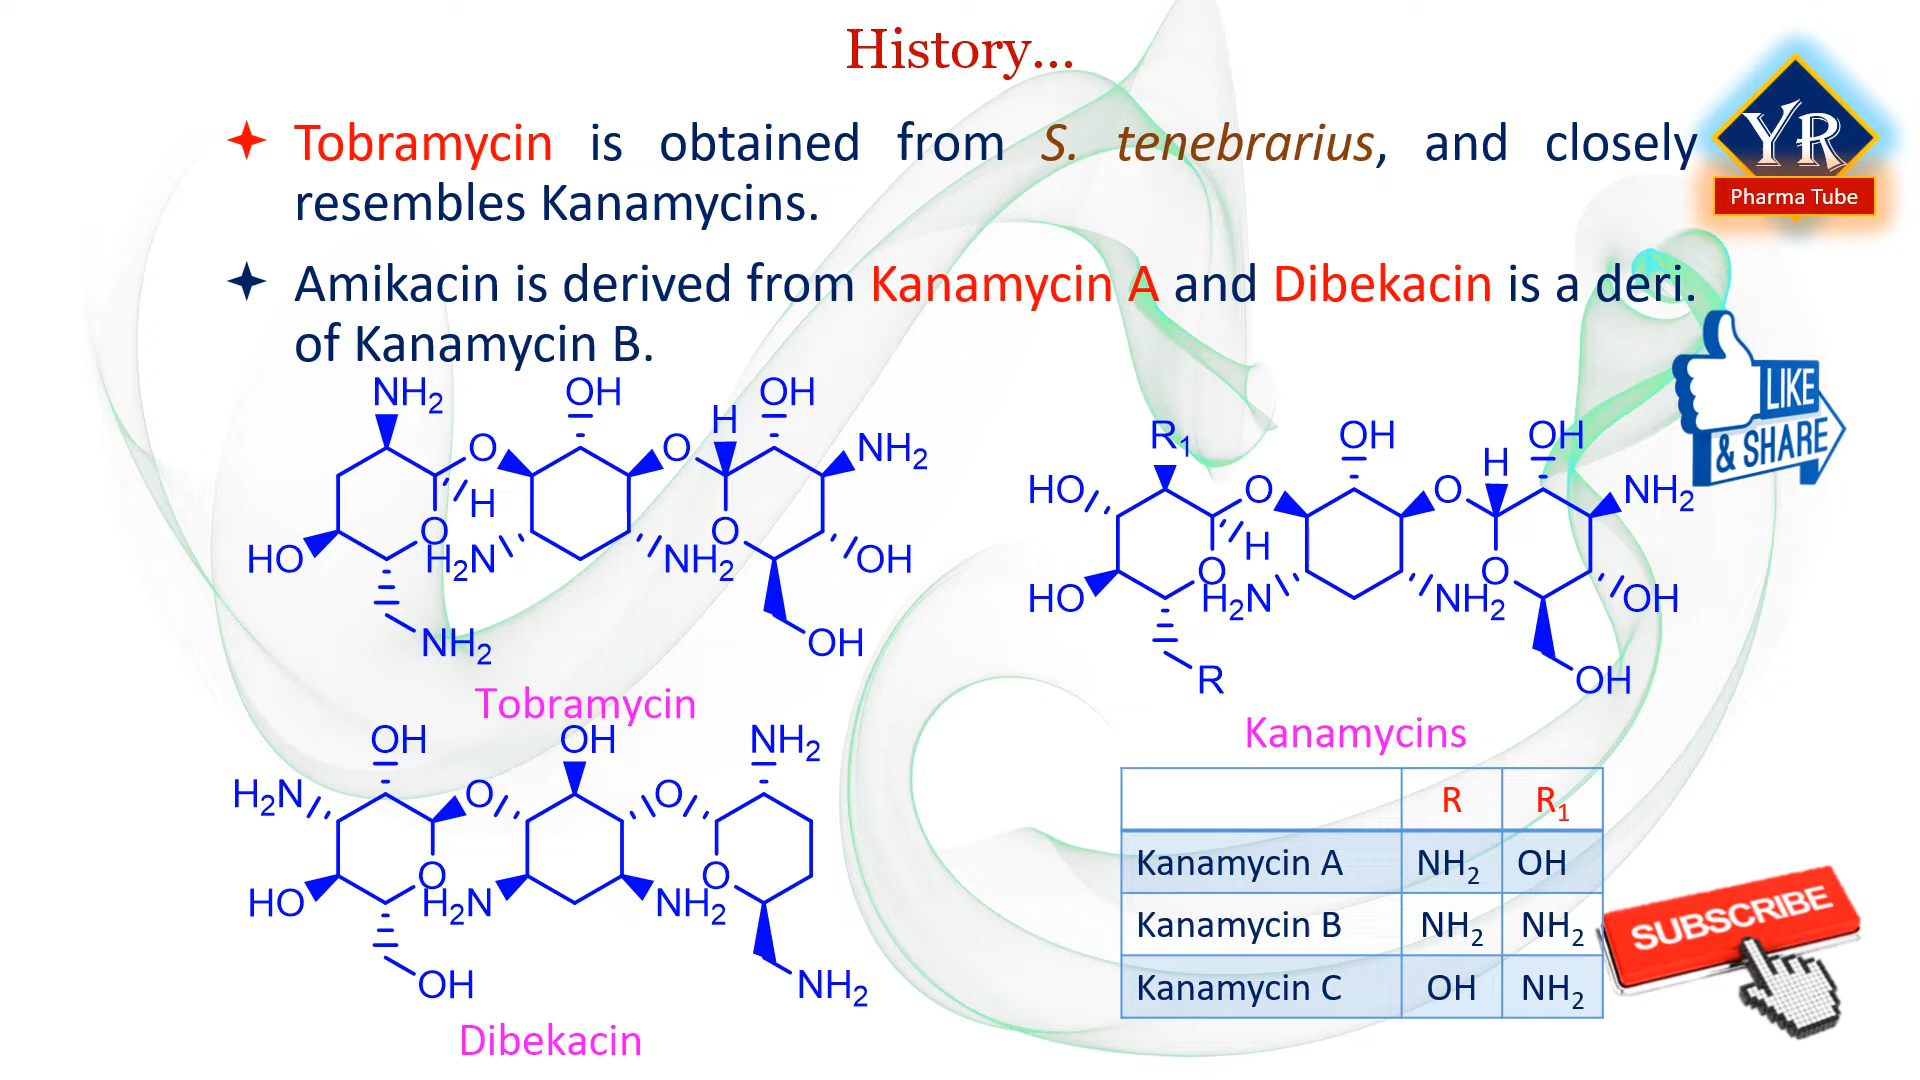 History...
YR
Pharma Tube
Tobramycin is obtained from S. tenebrarius, and closely
resembles Kanamycins.
Amikacin is derived from Kanamycin A and Dibekacin is a deri.
of Kanamycin B.
LIKE
& SHARE
NH2 OH OH
H
O O NH2
H
HO O H2N NH2 O OH
NH2 OH
Tobramycin
R1 OH OH
H
HO O O NH2
H
O O
HO H2N NH2 OH
R OH
Kanamycins
OH OH NH2
H2N O O
O O
HO H2N NH2
OH NH2
Dibekacin
R R1
Kanamycin A NH2 OH
Kanamycin B NH2 NH2
Kanamycin C OH NH2
SUBSCRIBE